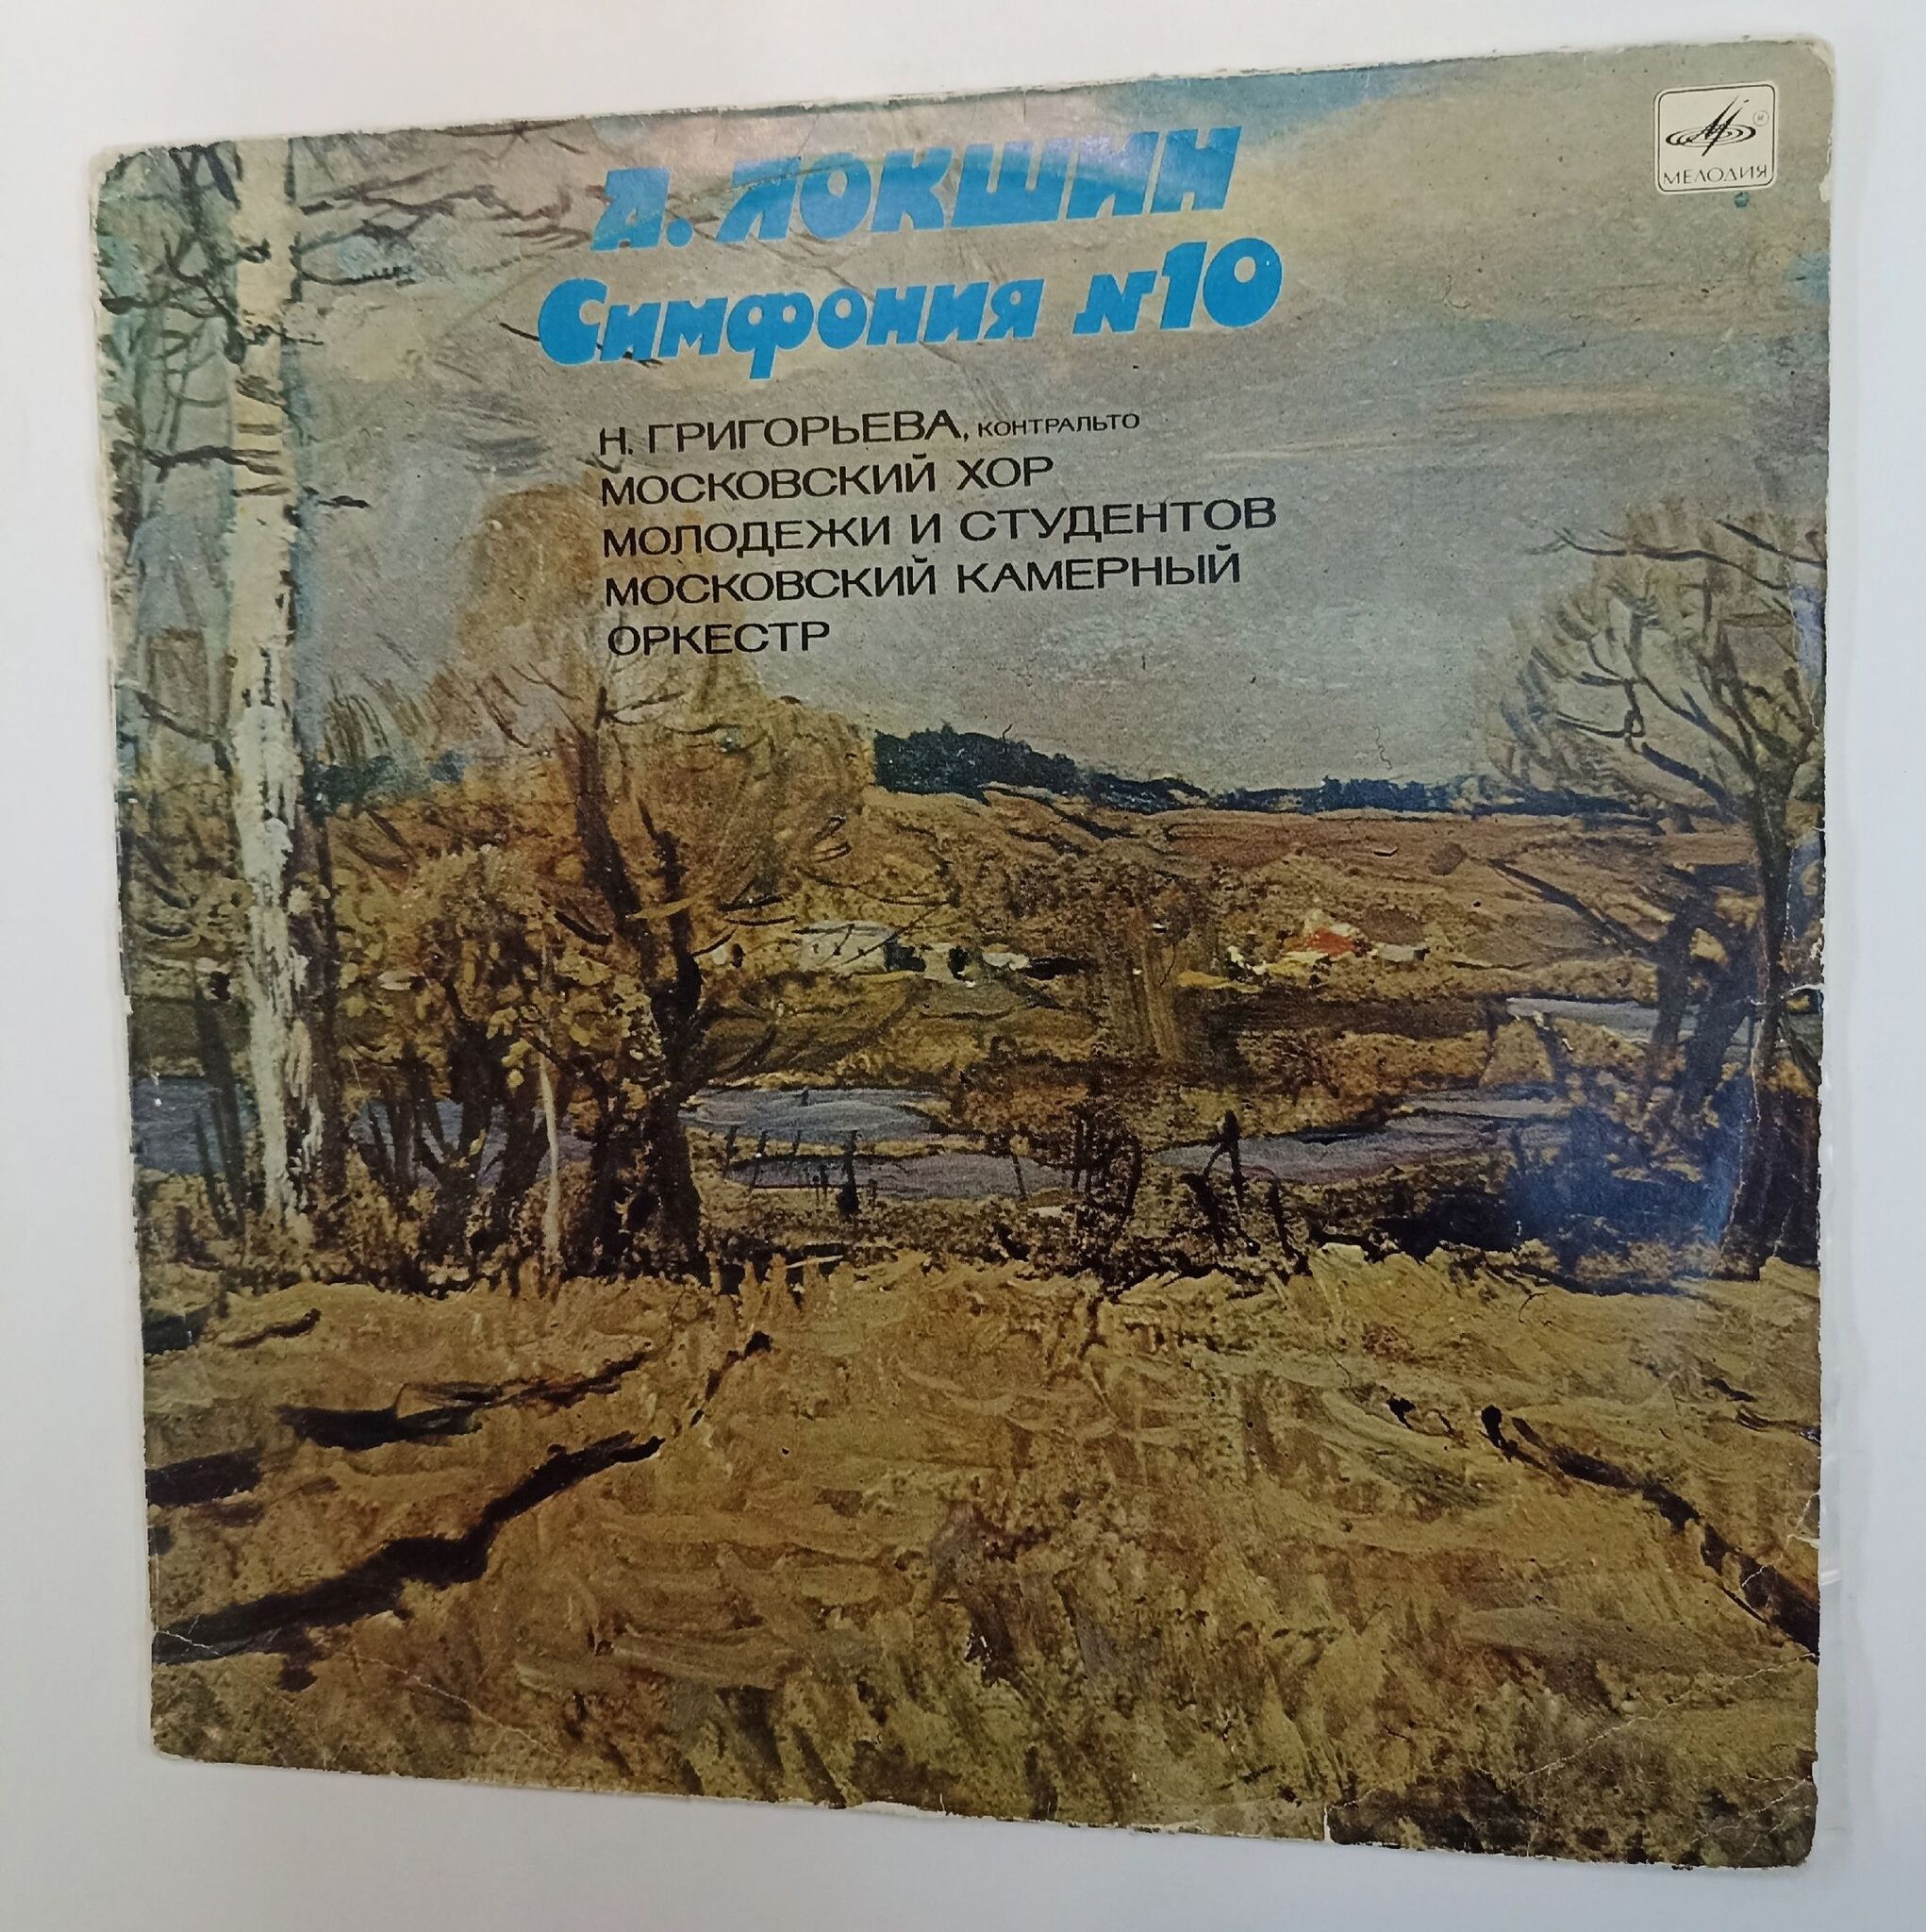 А. ЛОКШИН
Симфония №10
МЕЛОДИЯ
Н. ГРИГОРЬЕВА, КОНТРАЛЬТО
МОСКОВСКИЙ ХОР
МОЛОДЕЖИ И СТУДЕНТОВ
МОСКОВСКИЙ КАМЕРНЫЙ
ОРКЕСТР